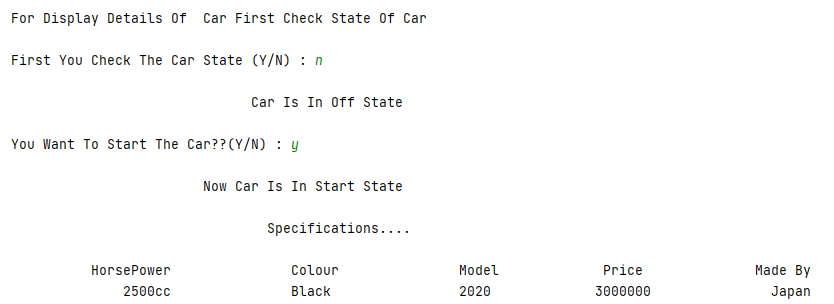 For Display Details Of  Car First Check State Of Car
First You Check The Car State (Y/N) : n
Car Is In Off State
You Want To Start The Car??(Y/N) : y
Now Car Is In Start State
Specifications....
HorsePower Colour Model Price Made By
2500cc Black 2020 3000000 Japan